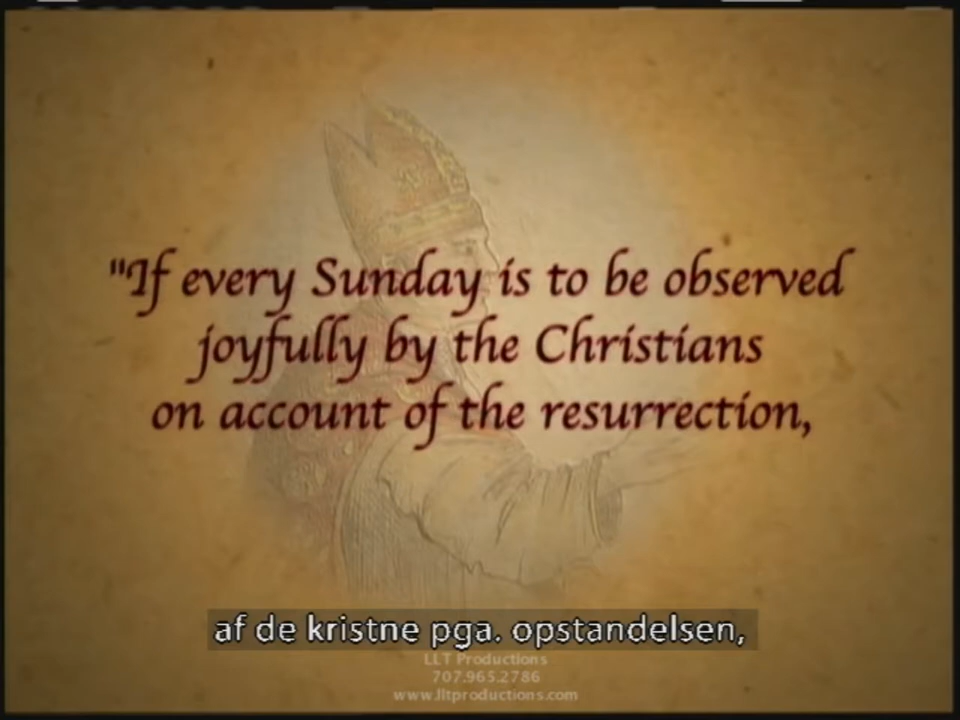 "If every Sunday is to be observed
joyfully by the Christians
on account of the resurrection,
af de kristne pga. opstandelsen,
LLT Productions
707.965.2786
www.lltproductions.com